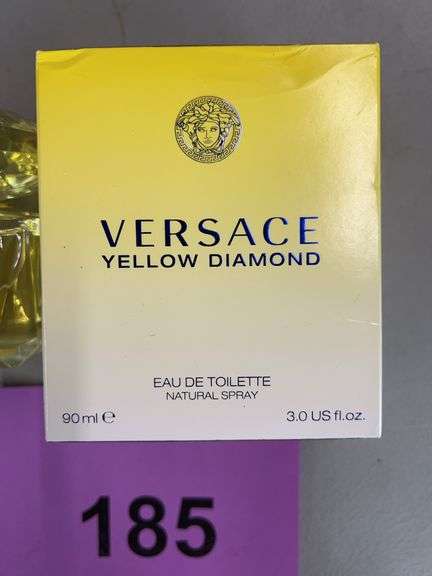 VERSACE
YELLOW DIAMOND
EAU DE TOILETTE
NATURAL SPRAY
90 ml ℮ 3.0 US fl.oz.
185